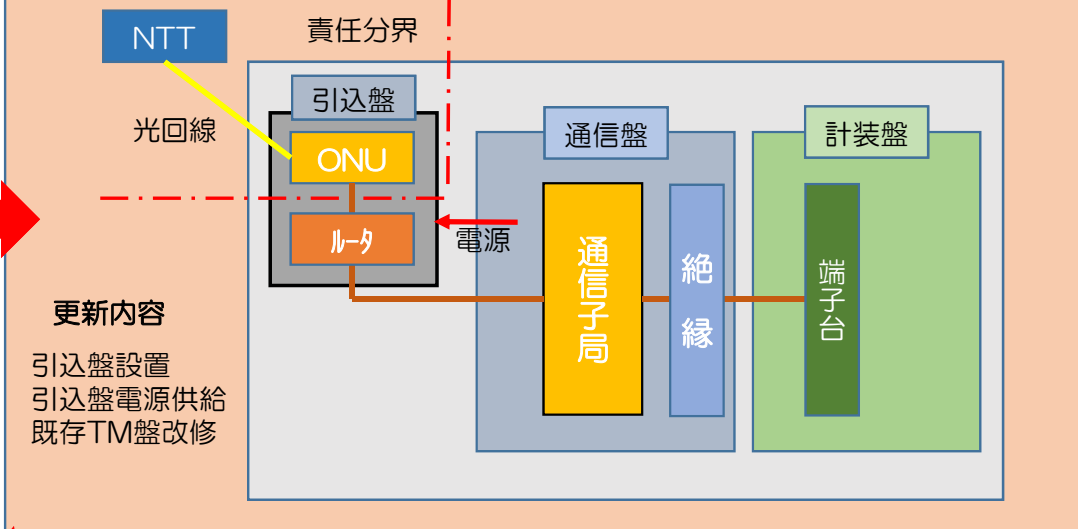 NTT
責任分界
引込盤
光回線
ONU
通信盤
計装盤
ﾙｰﾀ
電源
通信子局
絶縁
端子台
更新内容
引込盤設置
引込盤電源供給
既存TM盤改修